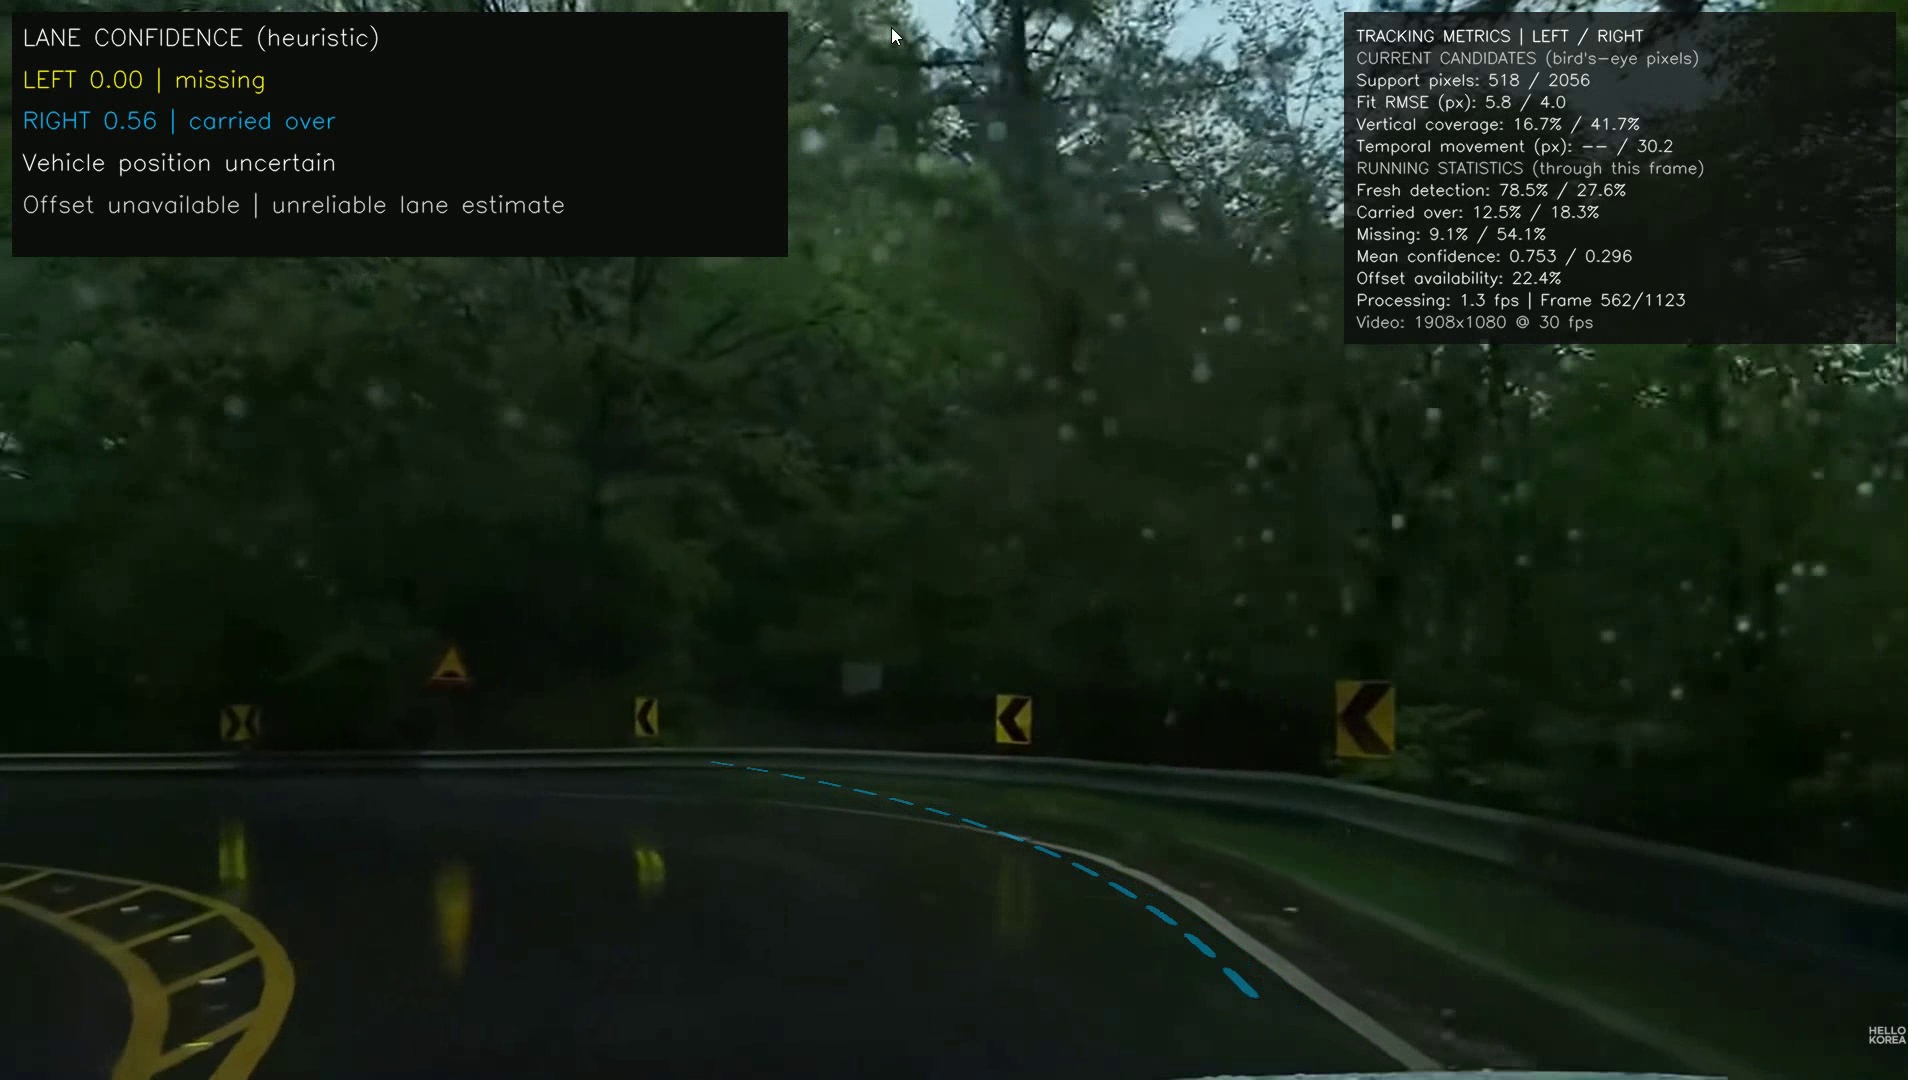 LANE CONFIDENCE (heuristic)
LEFT 0.00 | missing
RIGHT 0.56 | carried over
Vehicle position uncertain
Offset unavailable | unreliable lane estimate
TRACKING METRICS | LEFT / RIGHT
CURRENT CANDIDATES (bird's-eye pixels)
Support pixels: 518 / 2056
Fit RMSE (px): 5.8 / 4.0
Vertical coverage: 16.7% / 41.7%
Temporal movement (px): -- / 30.2
RUNNING STATISTICS (through this frame)
Fresh detection: 78.5% / 27.6%
Carried over: 12.5% / 18.3%
Missing: 9.1% / 54.1%
Mean confidence: 0.753 / 0.296
Offset availability: 22.4%
Processing: 1.3 fps | Frame 562/1123
Video: 1908x1080 @ 30 fps
HELLO
KOREA